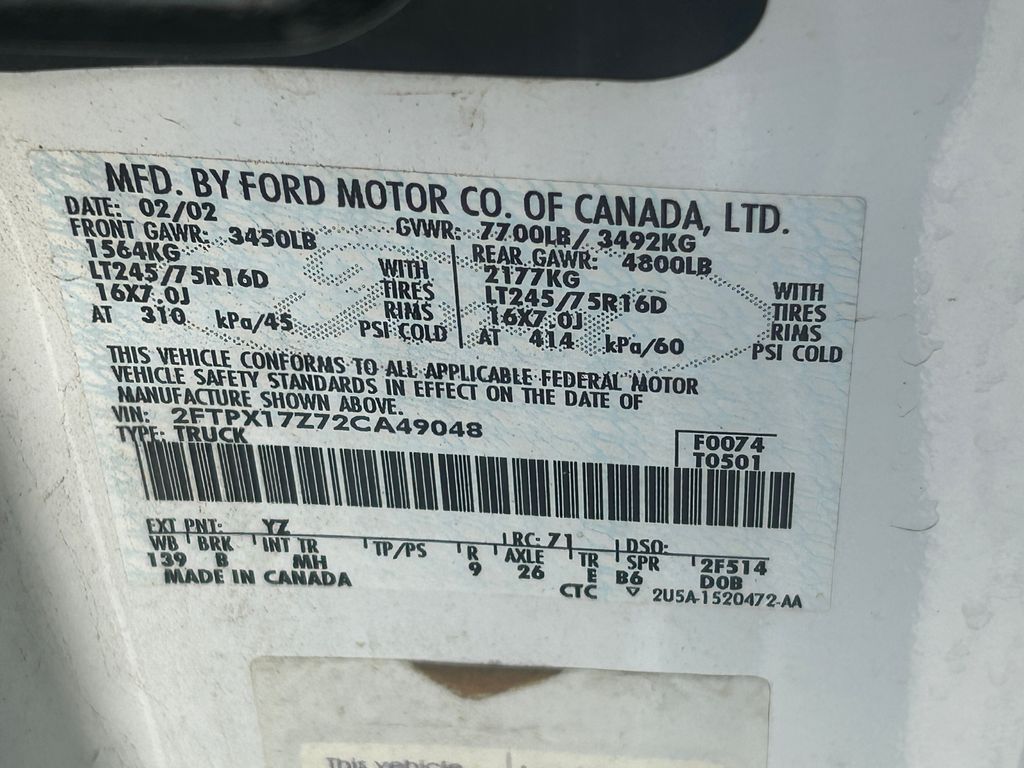 MFD. BY FORD MOTOR CO. OF CANADA, LTD.
DATE: 02/02 GVWR: 7700LB/ 3492KG
FRONT GAWR: 3450LB REAR GAWR: 4800LB
1564KG WITH 2177KG WITH
LT245/75R16D TIRES LT245/75R16D TIRES
16X7.0J RIMS 16X7.0J RIMS
AT 310 kPa/45 PSI COLD AT 414 kPa/60 PSI COLD
THIS VEHICLE CONFORMS TO ALL APPLICABLE FEDERAL MOTOR
VEHICLE SAFETY STANDARDS IN EFFECT ON THE DATE OF
MANUFACTURE SHOWN ABOVE.
VIN: 2FTPX17Z72CA49048
TYPE: TRUCK F0074
T0501
EXT PNT: YZ RC: 71 DSO:
WB BRK INT TR TP/PS R AXLE TR SPR 2F514
139 B MH 9 26 E B6 DOB
MADE IN CANADA CTC ▽ 2U5A-1520472-AA
This vehicle